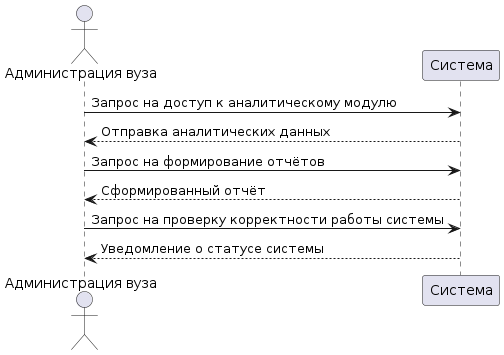 Администрация вуза
Система
Запрос на доступ к аналитическому модулю
Отправка аналитических данных
Запрос на формирование отчётов
Сформированный отчёт
Запрос на проверку корректности работы системы
Уведомление о статусе системы
Администрация вуза
Система